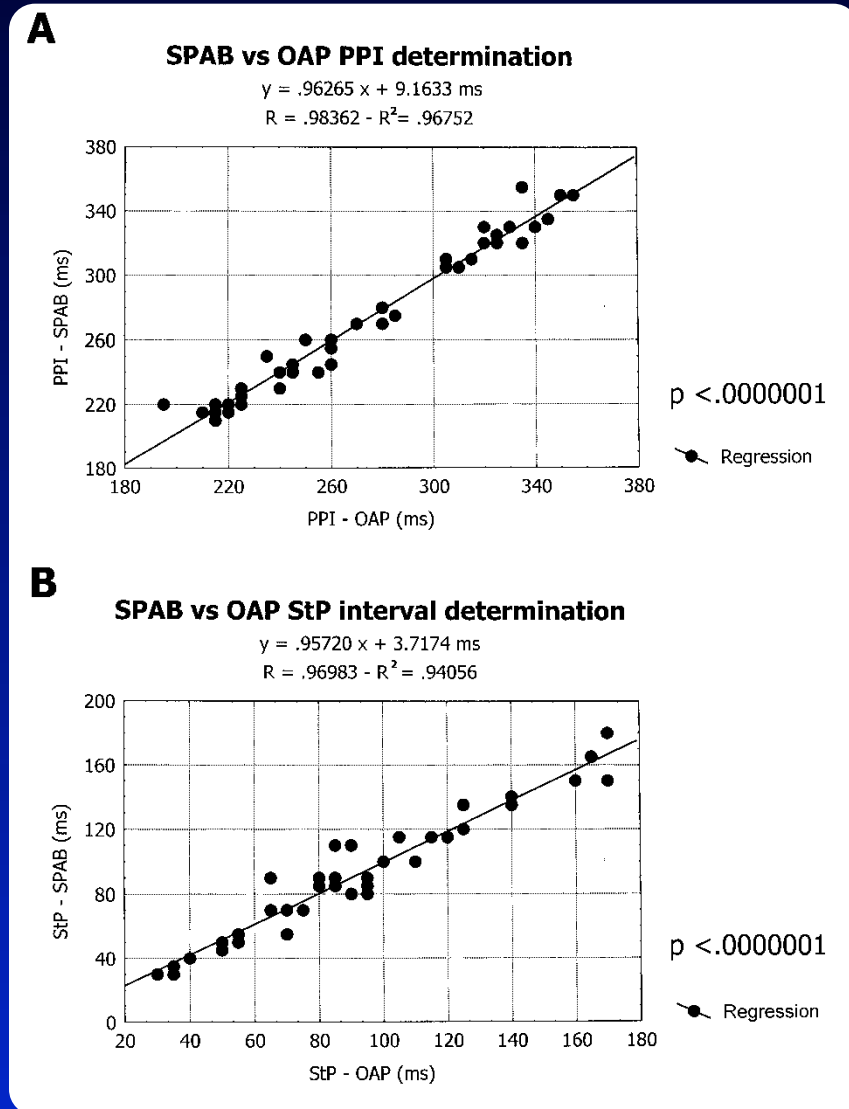 A
SPAB vs OAP PPI determination
y = .96265 x + 9.1633 ms
R = .98362 - R²= .96752
380
340
300
260
220
180
PPI - SPAB (ms)
180 220 260 300 340 380
PPI - OAP (ms)
p <.0000001
Regression
B
SPAB vs OAP StP interval determination
y = .95720 x + 3.7174 ms
R = .96983 - R² = .94056
200
160
120
80
40
0
StP - SPAB (ms)
20 40 60 80 100 120 140 160 180
StP - OAP (ms)
p <.0000001
Regression